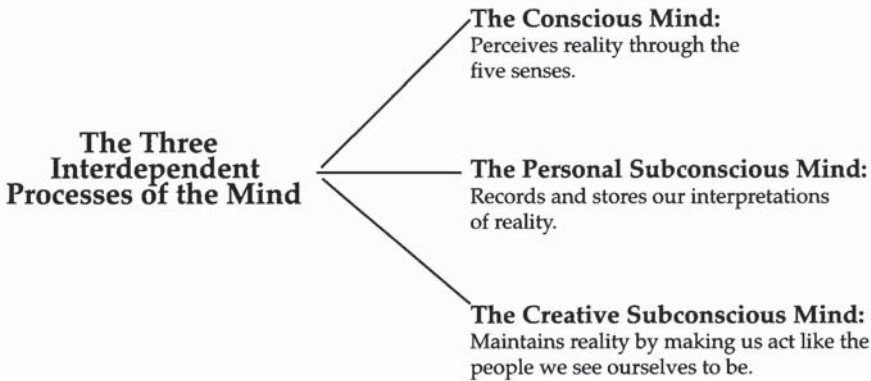 The Three
Interdependent
Processes of the Mind
The Conscious Mind:
Perceives reality through the
five senses.
The Personal Subconscious Mind:
Records and stores our interpretations
of reality.
The Creative Subconscious Mind:
Maintains reality by making us act like the
people we see ourselves to be.